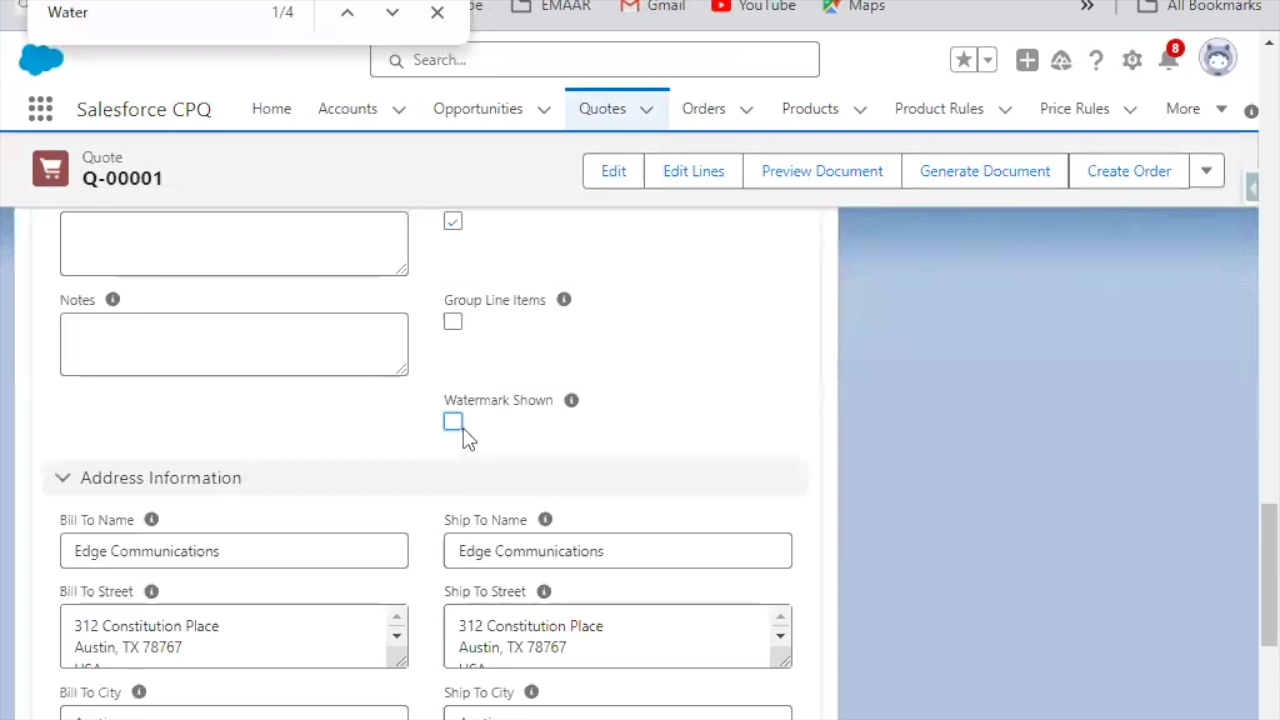 Water 1/4
EMAAR Gmail YouTube Maps All Bookmarks
Search... 8
Salesforce CPQ Home Accounts Opportunities Quotes Orders Products Product Rules Price Rules More
Quote
Q-00001
Edit Edit Lines Preview Document Generate Document Create Order
Notes Group Line Items
Watermark Shown
Address Information
Bill To Name Ship To Name
Edge Communications Edge Communications
Bill To Street Ship To Street
312 Constitution Place 312 Constitution Place
Austin, TX 78767 Austin, TX 78767
Bill To City Ship To City